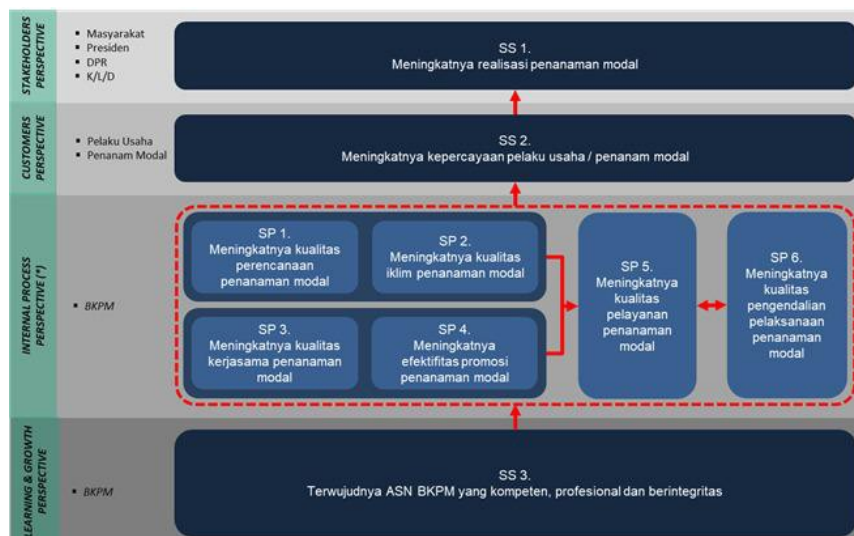 STAKEHOLDERS
PERSPECTIVE
Masyarakat
Presiden
DPR
K/L/D
SS 1.
Meningkatnya realisasi penanaman modal
CUSTOMERS
PERSPECTIVE
Pelaku Usaha
Penanam Modal
SS 2.
Meningkatnya kepercayaan pelaku usaha / penanam modal
INTERNAL PROCESS
PERSPECTIVE (*)
BKPM
SP 1.
Meningkatnya kualitas
perencanaan
penanaman modal
SP 2.
Meningkatnya kualitas
iklim penanaman modal
SP 3.
Meningkatnya kualitas
kerjasama penanaman
modal
SP 4.
Meningkatnya
efektifitas promosi
penanaman modal
SP 5.
Meningkatnya
kualitas
pelayanan
penanaman
modal
SP 6.
Meningkatnya
kualitas
pengendalian
pelaksanaan
penanaman
modal
LEARNING & GROWTH
PERSPECTIVE
BKPM
SS 3.
Terwujudnya ASN BKPM yang kompeten, profesional dan berintegritas